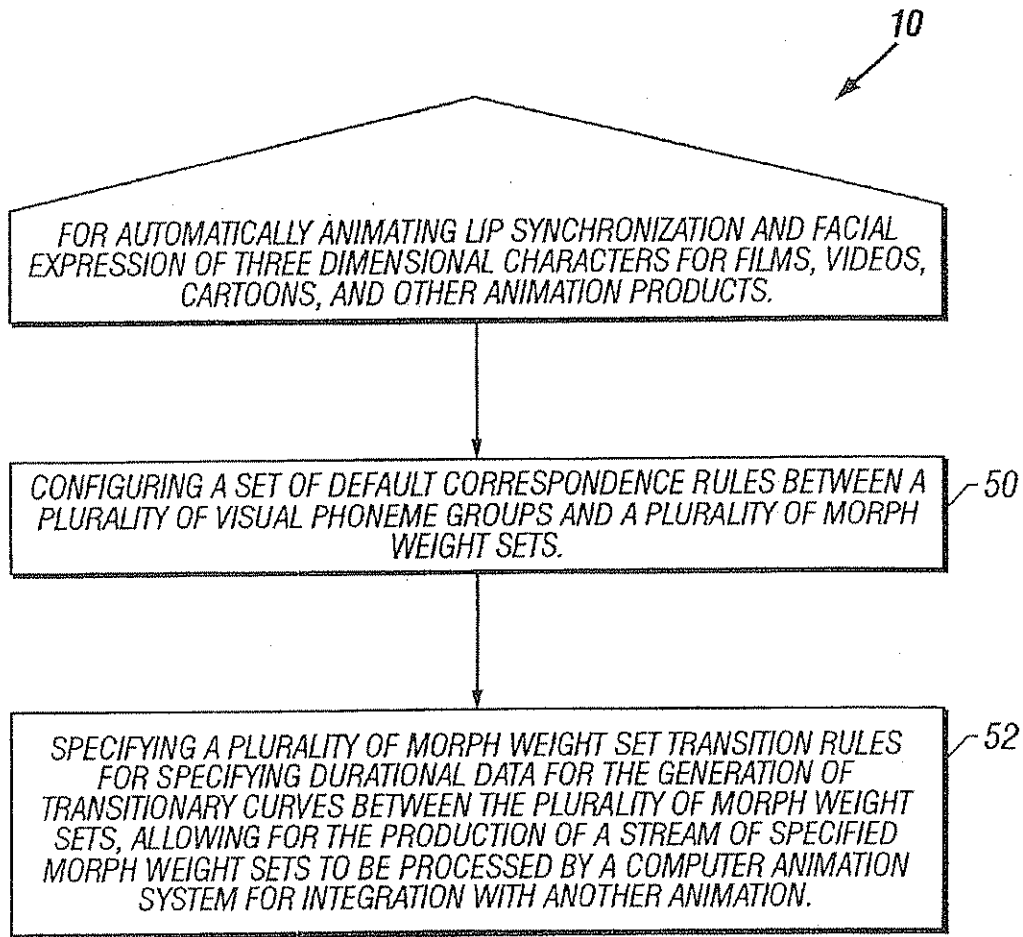 10
FOR AUTOMATICALLY ANIMATING LIP SYNCHRONIZATION AND FACIAL
EXPRESSION OF THREE DIMENSIONAL CHARACTERS FOR FILMS, VIDEOS,
CARTOONS, AND OTHER ANIMATION PRODUCTS.
CONFIGURING A SET OF DEFAULT CORRESPONDENCE RULES BETWEEN A
PLURALITY OF VISUAL PHONEME GROUPS AND A PLURALITY OF MORPH
WEIGHT SETS.
50
SPECIFYING A PLURALITY OF MORPH WEIGHT SET TRANSITION RULES
FOR SPECIFYING DURATIONAL DATA FOR THE GENERATION OF
TRANSITIONARY CURVES BETWEEN THE PLURALITY OF MORPH WEIGHT
SETS, ALLOWING FOR THE PRODUCTION OF A STREAM OF SPECIFIED
MORPH WEIGHT SETS TO BE PROCESSED BY A COMPUTER ANIMATION
SYSTEM FOR INTEGRATION WITH ANOTHER ANIMATION.
52